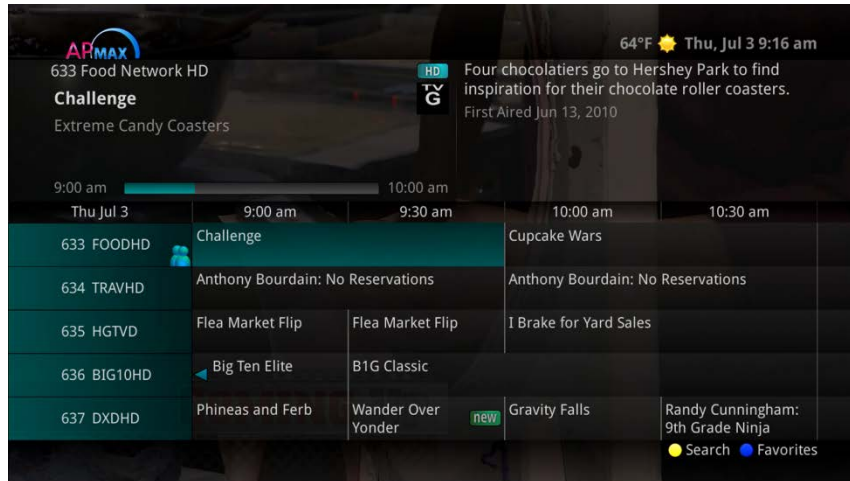 APMAX
64°F Thu, Jul 3 9:16 am
633 Food Network HD
HD
Challenge
TV
G
Extreme Candy Coasters
Four chocolatiers go to Hershey Park to find
inspiration for their chocolate roller coasters.
First Aired Jun 13, 2010
9:00 am 10:00 am
Thu Jul 3 9:00 am 9:30 am 10:00 am 10:30 am
633 FOODHD Challenge Cupcake Wars
634 TRAVHD Anthony Bourdain: No Reservations Anthony Bourdain: No Reservations
635 HGTVD Flea Market Flip Flea Market Flip I Brake for Yard Sales
636 BIG10HD Big Ten Elite B1G Classic
637 DXDHD Phineas and Ferb Wander Over
Yonder new Gravity Falls Randy Cunningham:
9th Grade Ninja
Search Favorites